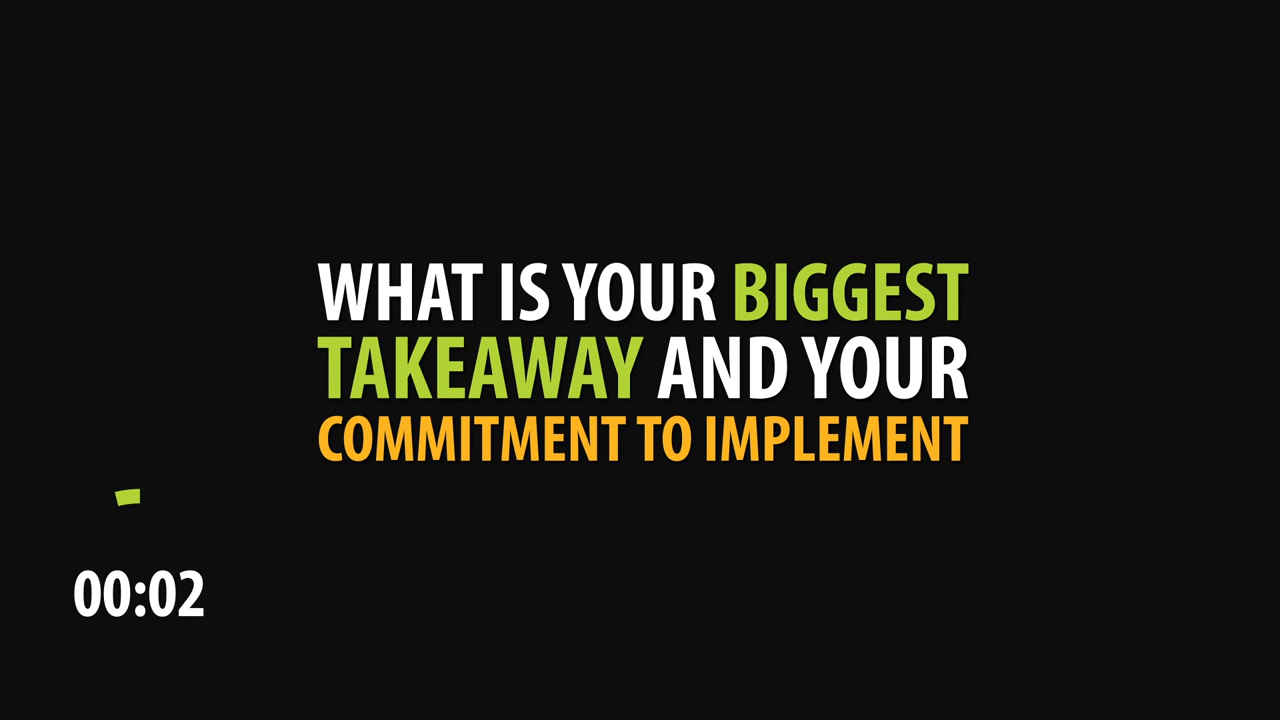 WHAT IS YOUR BIGGEST
TAKEAWAY AND YOUR
COMMITMENT TO IMPLEMENT
00:02